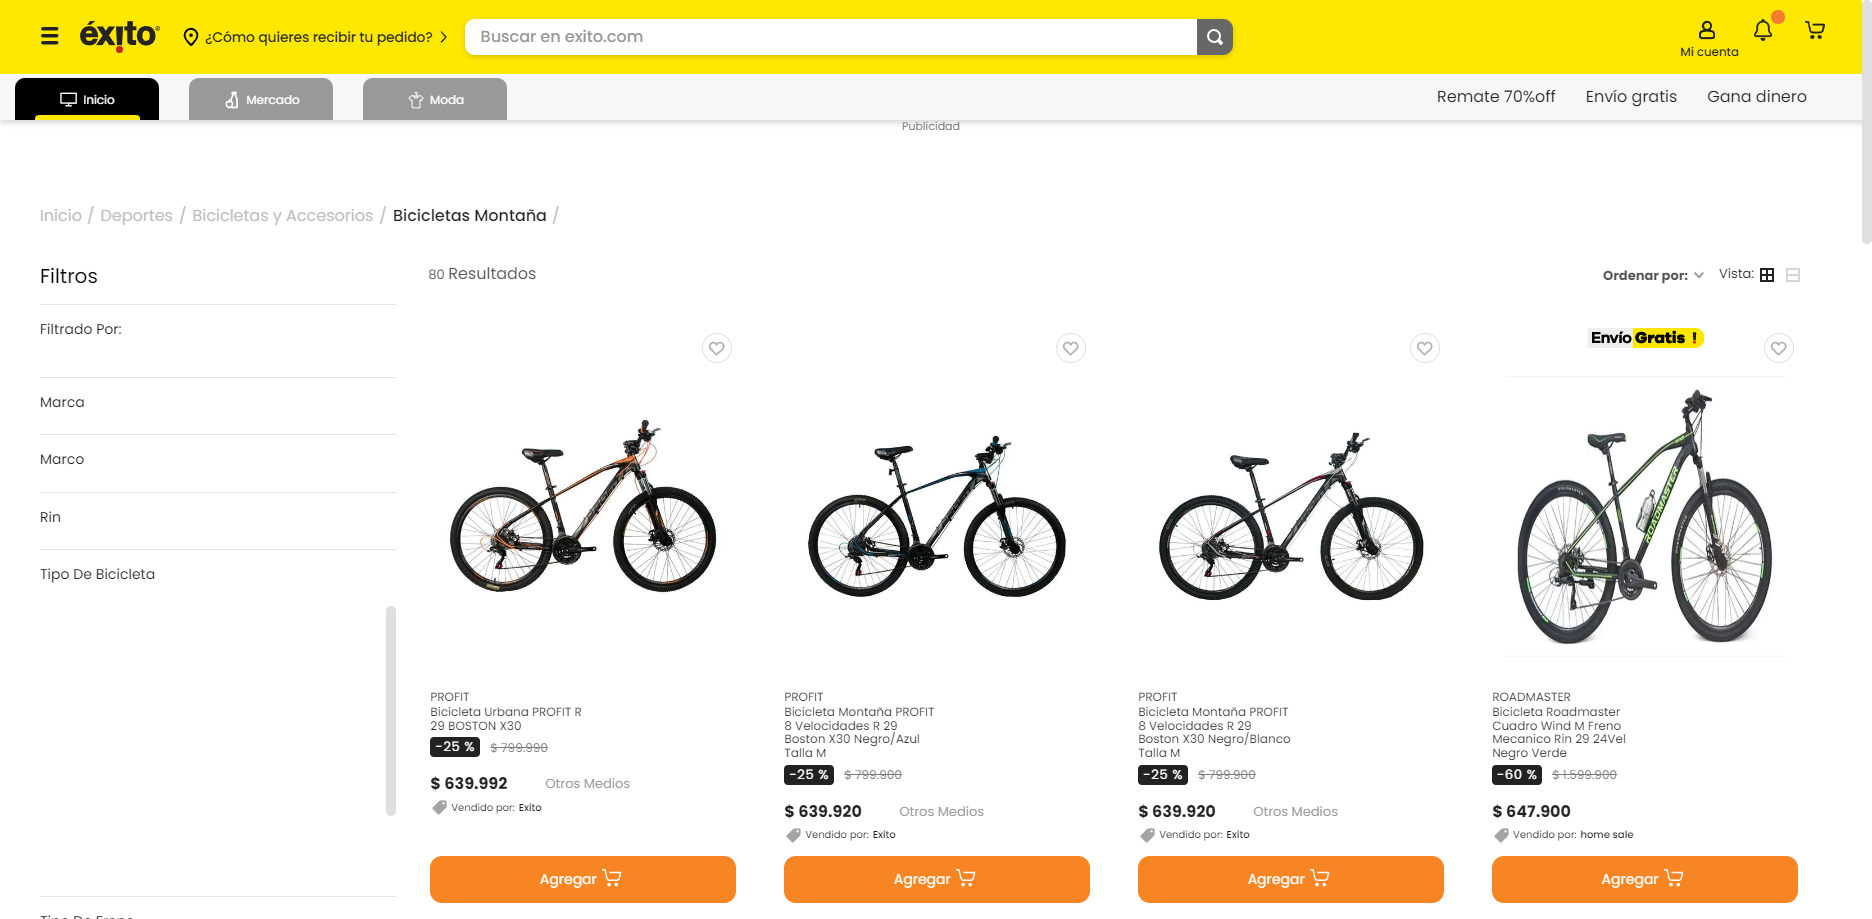 éxito
¿Cómo quieres recibir tu pedido?
Buscar en exito.com
Mi cuenta
Inicio
Mercado
Moda
Remate 70%off
Envío gratis
Gana dinero
Publicidad
Inicio / Deportes / Bicicletas y Accesorios / Bicicletas Montaña /
Filtros
80 Resultados
Ordenar por:
Vista:
Filtrado Por:
Marca
Marco
Rin
Tipo De Bicicleta
Envío Gratis !
ROADMASTER
PROFIT
Bicicleta Urbana PROFIT R
29 BOSTON X30
-25 % $ 799.990
$ 639.992 Otros Medios
Vendido por: Exito
Agregar
PROFIT
Bicicleta Montaña PROFIT
8 Velocidades R 29
Boston X30 Negro/Azul
Talla M
-25 % $ 799.900
$ 639.920 Otros Medios
Vendido por: Exito
Agregar
PROFIT
Bicicleta Montaña PROFIT
8 Velocidades R 29
Boston X30 Negro/Blanco
Talla M
-25 % $ 799.900
$ 639.920 Otros Medios
Vendido por: Exito
Agregar
ROADMASTER
Bicicleta Roadmaster
Cuadro Wind M Freno
Mecanico Rin 29 24Vel
Negro Verde
-60 % $ 1.599.900
$ 647.900
Vendido por: home sale
Agregar
Tipo De Freno